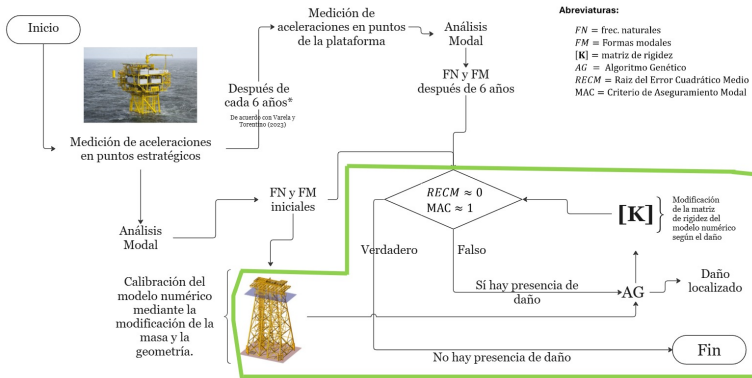 Inicio
Medición de
aceleraciones en puntos
de la plataforma
Análisis
Modal
Abreviaturas:
FN = frec. naturales
FM = Formas modales
[K] = matriz de rigidez
AG = Algoritmo Genético
RECM = Raiz del Error Cuadrático Medio
MAC = Criterio de Aseguramiento Modal
Después de
cada 6 años*
De acuerdo con Varela y
Torentino (2023)
FN y FM
después de 6 años
Medición de aceleraciones
en puntos estratégicos
Análisis
Modal
FN y FM
iniciales
RECM ≈ 0
MAC ≈ 1
[K]
Modificación
de la matriz
de rigidez del
modelo numérico
según el daño
Verdadero
Falso
Calibración del
modelo numérico
mediante la
modificación de la
masa y la
geometría.
Sí hay presencia de
daño
AG
Daño
localizado
No hay presencia de daño
Fin